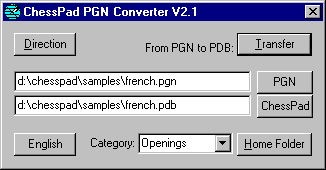 ChessPad PGN Converter V2.1
Direction From PGN to PDB: Transfer
d:\chesspad\samples\french.pgn PGN
d:\chesspad\samples\french.pdb ChessPad
English Category: Openings Home Folder